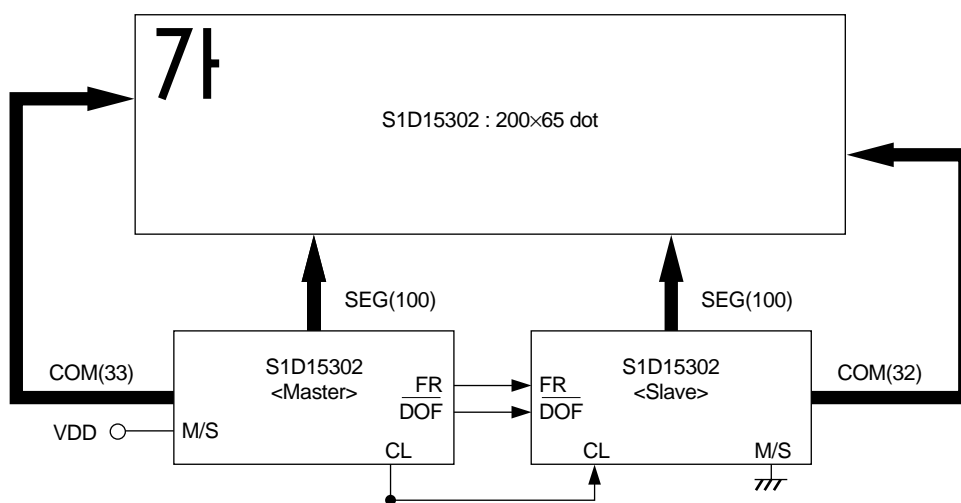 가
S1D15302 : 200×65 dot
SEG(100)
SEG(100)
COM(33)
S1D15302
<Master>
FR
DOF
M/S
CL
VDD
FR
DOF
S1D15302
<Slave>
CL
M/S
COM(32)